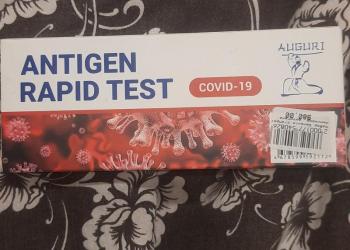 AUGURI
ANTIGEN
RAPID TEST
COVID-19